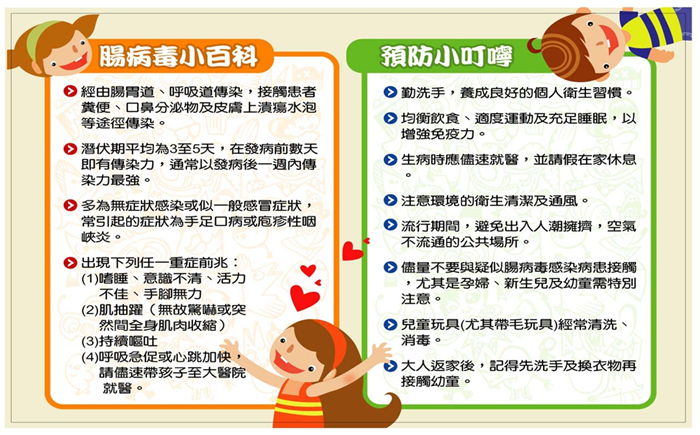 腸病毒小百科
經由腸胃道、呼吸道傳染，接觸患者
糞便、口鼻分泌物及皮膚上潰瘍水泡
等途徑傳染。
潛伏期平均為3至5天，在發病前數天
即有傳染力，通常以發病後一週內傳
染力最強。
多為無症狀感染或似一般感冒症狀，
常引起的症狀為手足口病或庖疹性咽
峽炎。
出現下列任一重症前兆：
(1)嗜睡、意識不清、活力
不佳、手腳無力
(2)肌抽躍（無故驚嚇或突
然間全身肌肉收縮）
(3)持續嘔吐
(4)呼吸急促或心跳加快，
請儘速帶孩子至大醫院
就醫。
預防小叮嚀
勤洗手，養成良好的個人衛生習慣。
均衡飲食、適度運動及充足睡眠，以
增強免疫力。
生病時應儘速就醫，並請假在家休息
。
注意環境的衛生清潔及通風。
流行期間，避免出入人潮擁擠，空氣
不流通的公共場所。
儘量不要與疑似腸病毒感染病患接觸
，尤其是孕婦、新生兒及幼童需特別
注意。
兒童玩具(尤其帶毛玩具)經常清洗、
消毒。
大人返家後，記得先洗手及換衣物再
接觸幼童。